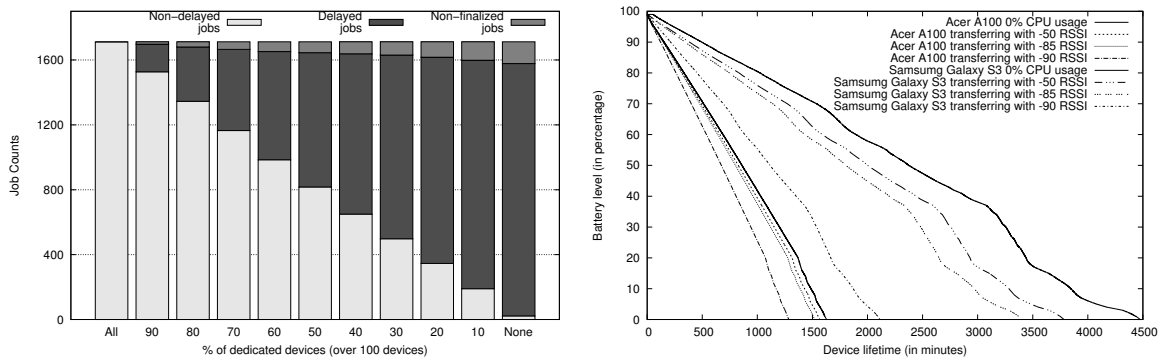 Non-delayed jobs
Delayed jobs
Non-finalized jobs
Job Counts
1600
1200
800
400
0
All 90 80 70 60 50 40 30 20 10 None
% of dedicated devices (over 100 devices)
Acer A100 0% CPU usage
Acer A100 transferring with -50 RSSI
Acer A100 transferring with -85 RSSI
Acer A100 transferring with -90 RSSI
Samsumg Galaxy S3 0% CPU usage
Samsumg Galaxy S3 transferring with -50 RSSI
Samsumg Galaxy S3 transferring with -85 RSSI
Samsumg Galaxy S3 transferring with -90 RSSI
Battery level (in percentage)
100
90
80
70
60
50
40
30
20
10
0
0 500 1000 1500 2000 2500 3000 3500 4000 4500
Device lifetime (in minutes)